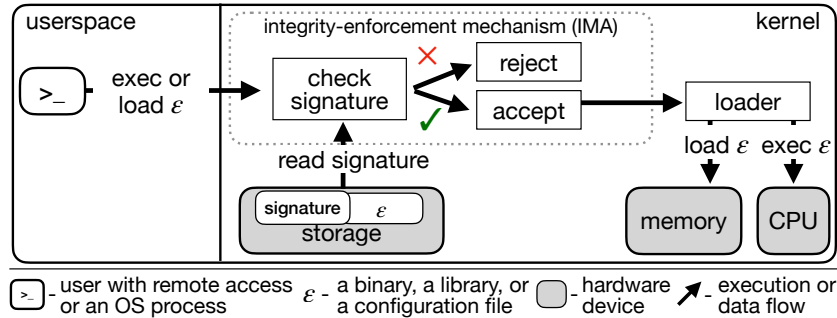 userspace
integrity-enforcement mechanism (IMA)
kernel
>_
exec or
load ε
check
signature
reject
accept
loader
read signature
load ε
exec ε
signature
ε
storage
memory
CPU
>_ - user with remote access
or an OS process
ε - a binary, a library, or
a configuration file
- hardware
device
- execution or
data flow